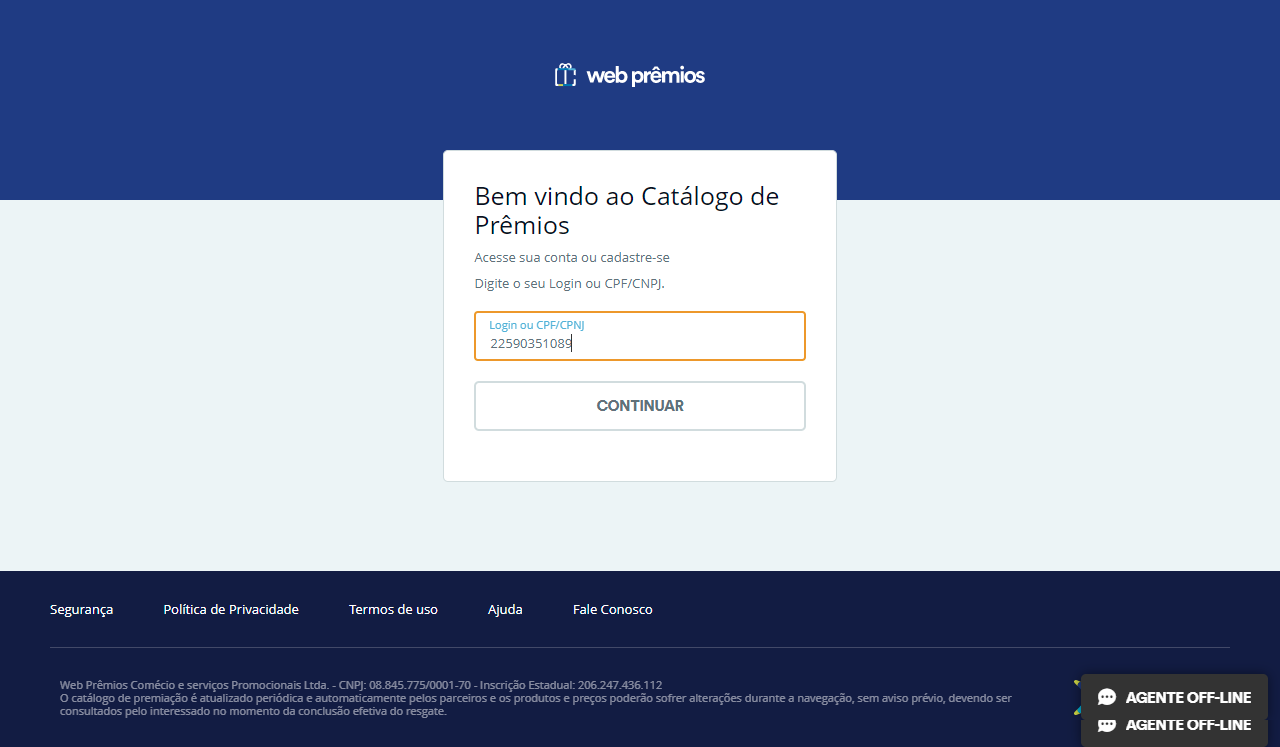 web prêmios
Bem vindo ao Catálogo de
Prêmios
Acesse sua conta ou cadastre-se
Digite o seu Login ou CPF/CNPJ.
Login ou CPF/CPNJ
22590351089
CONTINUAR
Segurança
Política de Privacidade
Termos de uso
Ajuda
Fale Conosco
Web Prêmios Comécio e serviços Promocionais Ltda. - CNPJ: 08.845.775/0001-70 - Inscrição Estadual: 206.247.436.112
O catálogo de premiação é atualizado periódica e automaticamente pelos parceiros e os produtos e preços poderão sofrer alterações durante a navegação, sem aviso prévio, devendo ser
consultados pelo interessado no momento da conclusão efetiva do resgate.
AGENTE OFF-LINE
AGENTE OFF-LINE